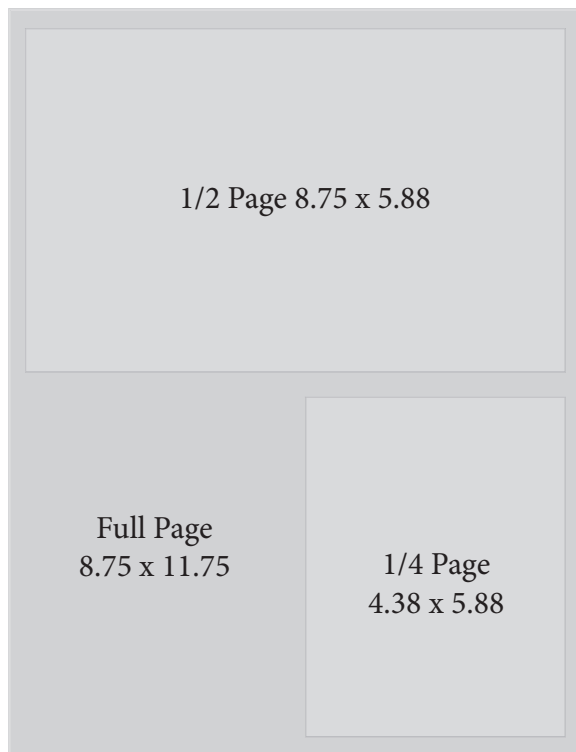 1/2 Page 8.75 x 5.88
Full Page
8.75 x 11.75
1/4 Page
4.38 x 5.88